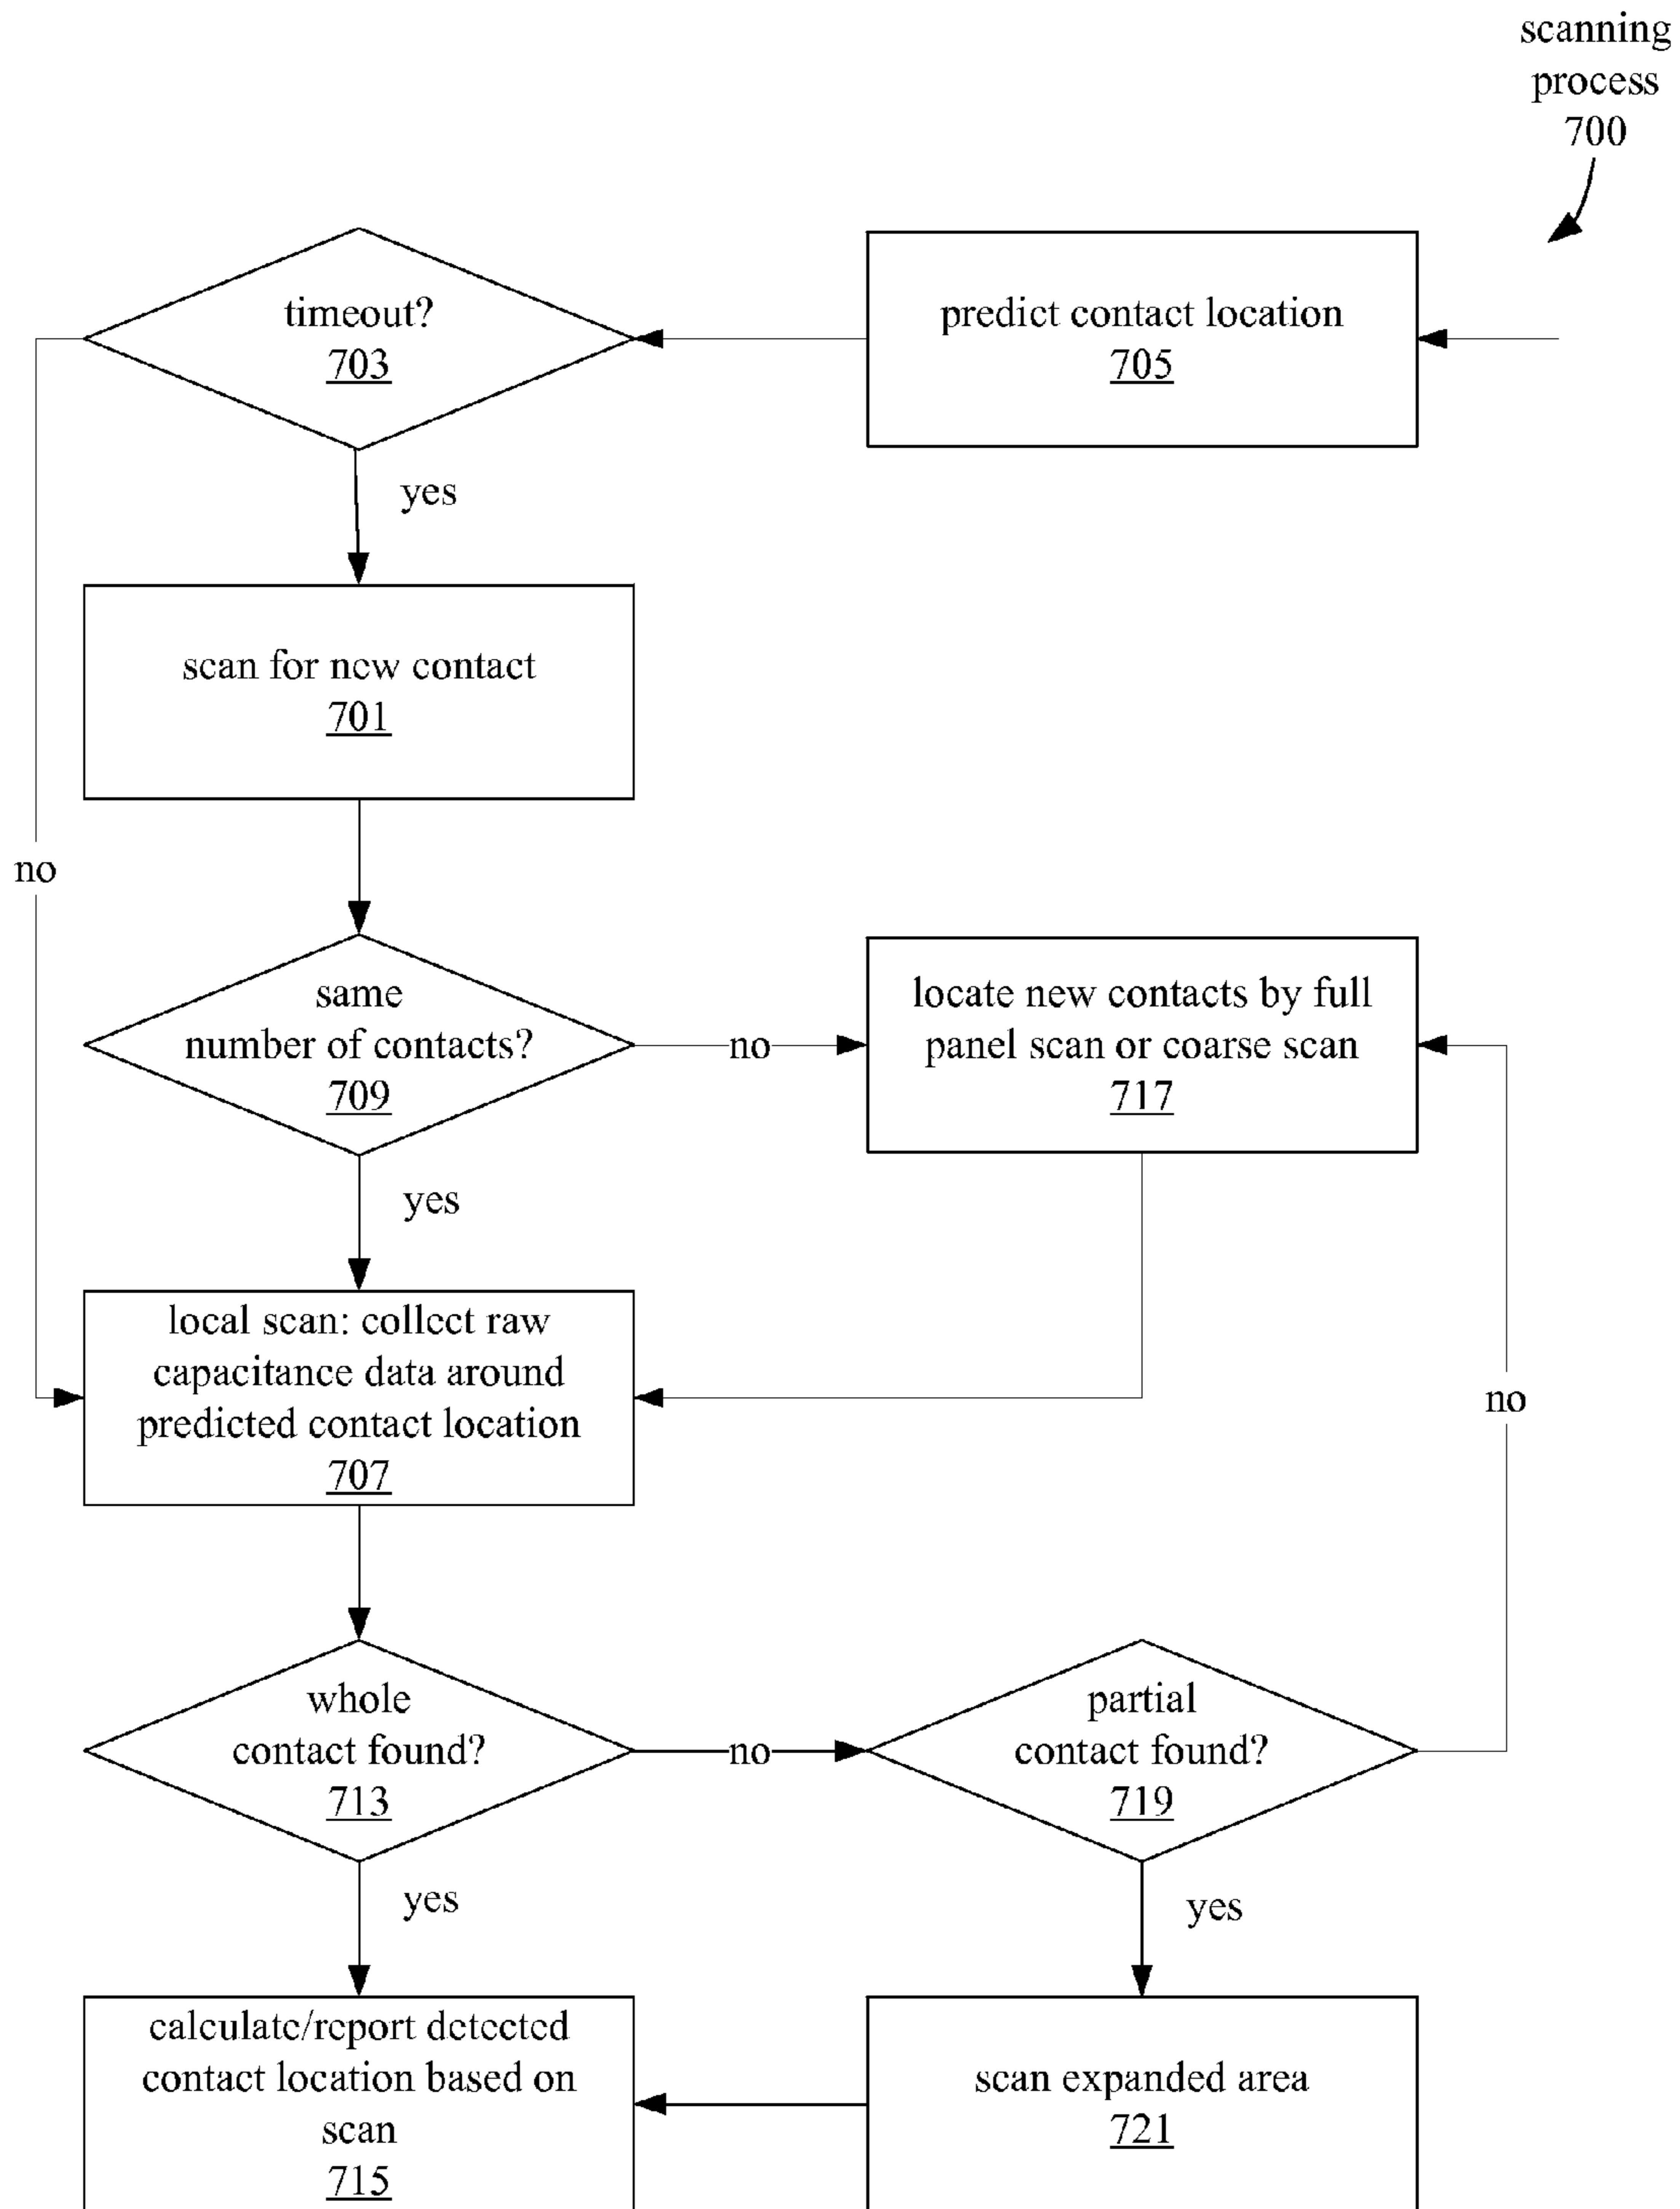 scanning
process
700
timeout?
703
predict contact location
705
yes
scan for new contact
701
no
same
number of contacts?
709
no
locate new contacts by full
panel scan or coarse scan
717
yes
local scan: collect raw
capacitance data around
predicted contact location
707
no
whole
contact found?
713
no
partial
contact found?
719
yes
yes
calculate/report detected
contact location based on
scan
715
scan expanded area
721